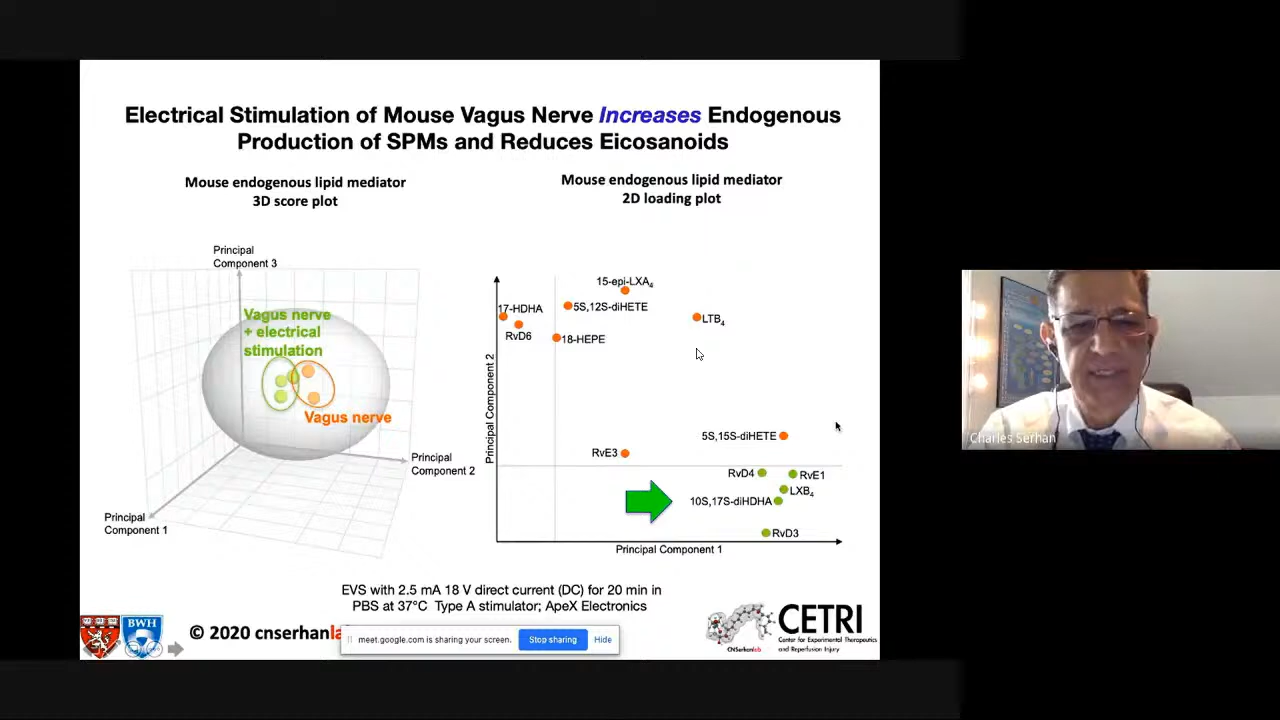 Electrical Stimulation of Mouse Vagus Nerve Increases Endogenous
Production of SPMs and Reduces Eicosanoids
Mouse endogenous lipid mediator
3D score plot
Principal
Component 3
Vagus nerve
+ electrical
stimulation
Vagus nerve
Principal
Component 2
Principal
Component 1
Mouse endogenous lipid mediator
2D loading plot
15-epi-LXA4
17-HDHA
5S,12S-diHETE
LTB4
RvD6
18-HEPE
Principal Component 2
5S,15S-diHETE
RvE3
RvD4
RvE1
LXB4
10S,17S-diHDHA
RvD3
Principal Component 1
EVS with 2.5 mA 18 V direct current (DC) for 20 min in
PBS at 37°C Type A stimulator; ApeX Electronics
BWH
© 2020 cnserhanla
meet.google.com is sharing your screen.
Stop sharing
Hide
CETRI
Center for Experimental Therapeutics
and Reperfusion Injury
CNSerhanlab
Charles Serhan